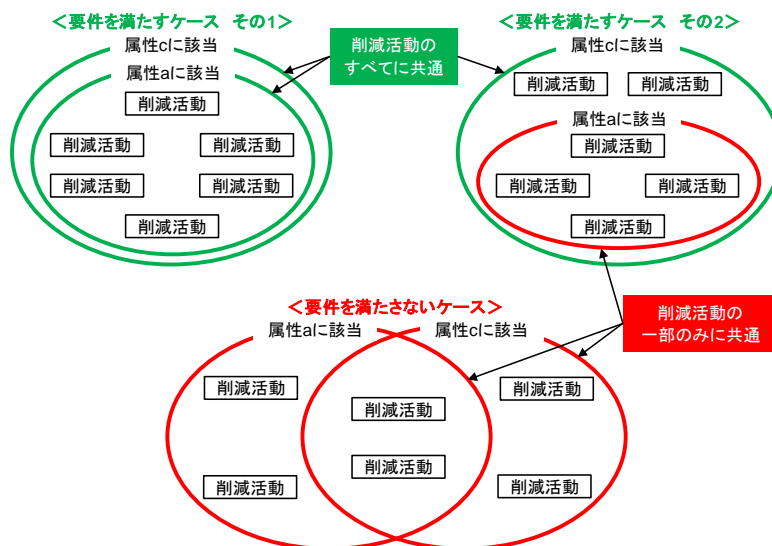 ＜要件を満たすケース その1＞
属性cに該当
属性aに該当
削減活動
削減活動
削減活動
削減活動
削減活動
削減活動
削減活動の
すべてに共通
＜要件を満たすケース その2＞
属性cに該当
削減活動
削減活動
属性aに該当
削減活動
削減活動
削減活動
削減活動
＜要件を満たさないケース＞
属性aに該当
属性cに該当
削減活動
削減活動
削減活動
削減活動
削減活動
削減活動
削減活動の
一部のみに共通